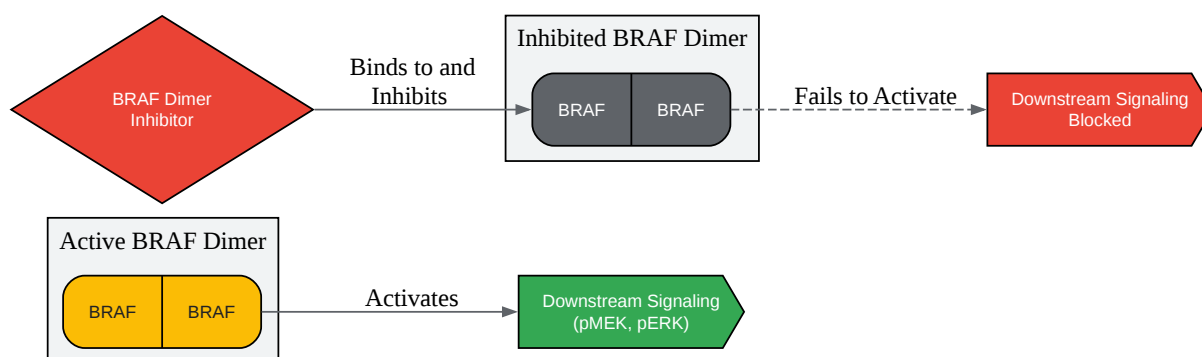 BRAF Dimer
Inhibitor
Binds to and
Inhibits
Inhibited BRAF Dimer
BRAF
BRAF
Fails to Activate
Downstream Signaling
Blocked
Active BRAF Dimer
BRAF
BRAF
Activates
Downstream Signaling
(pMEK, pERK)